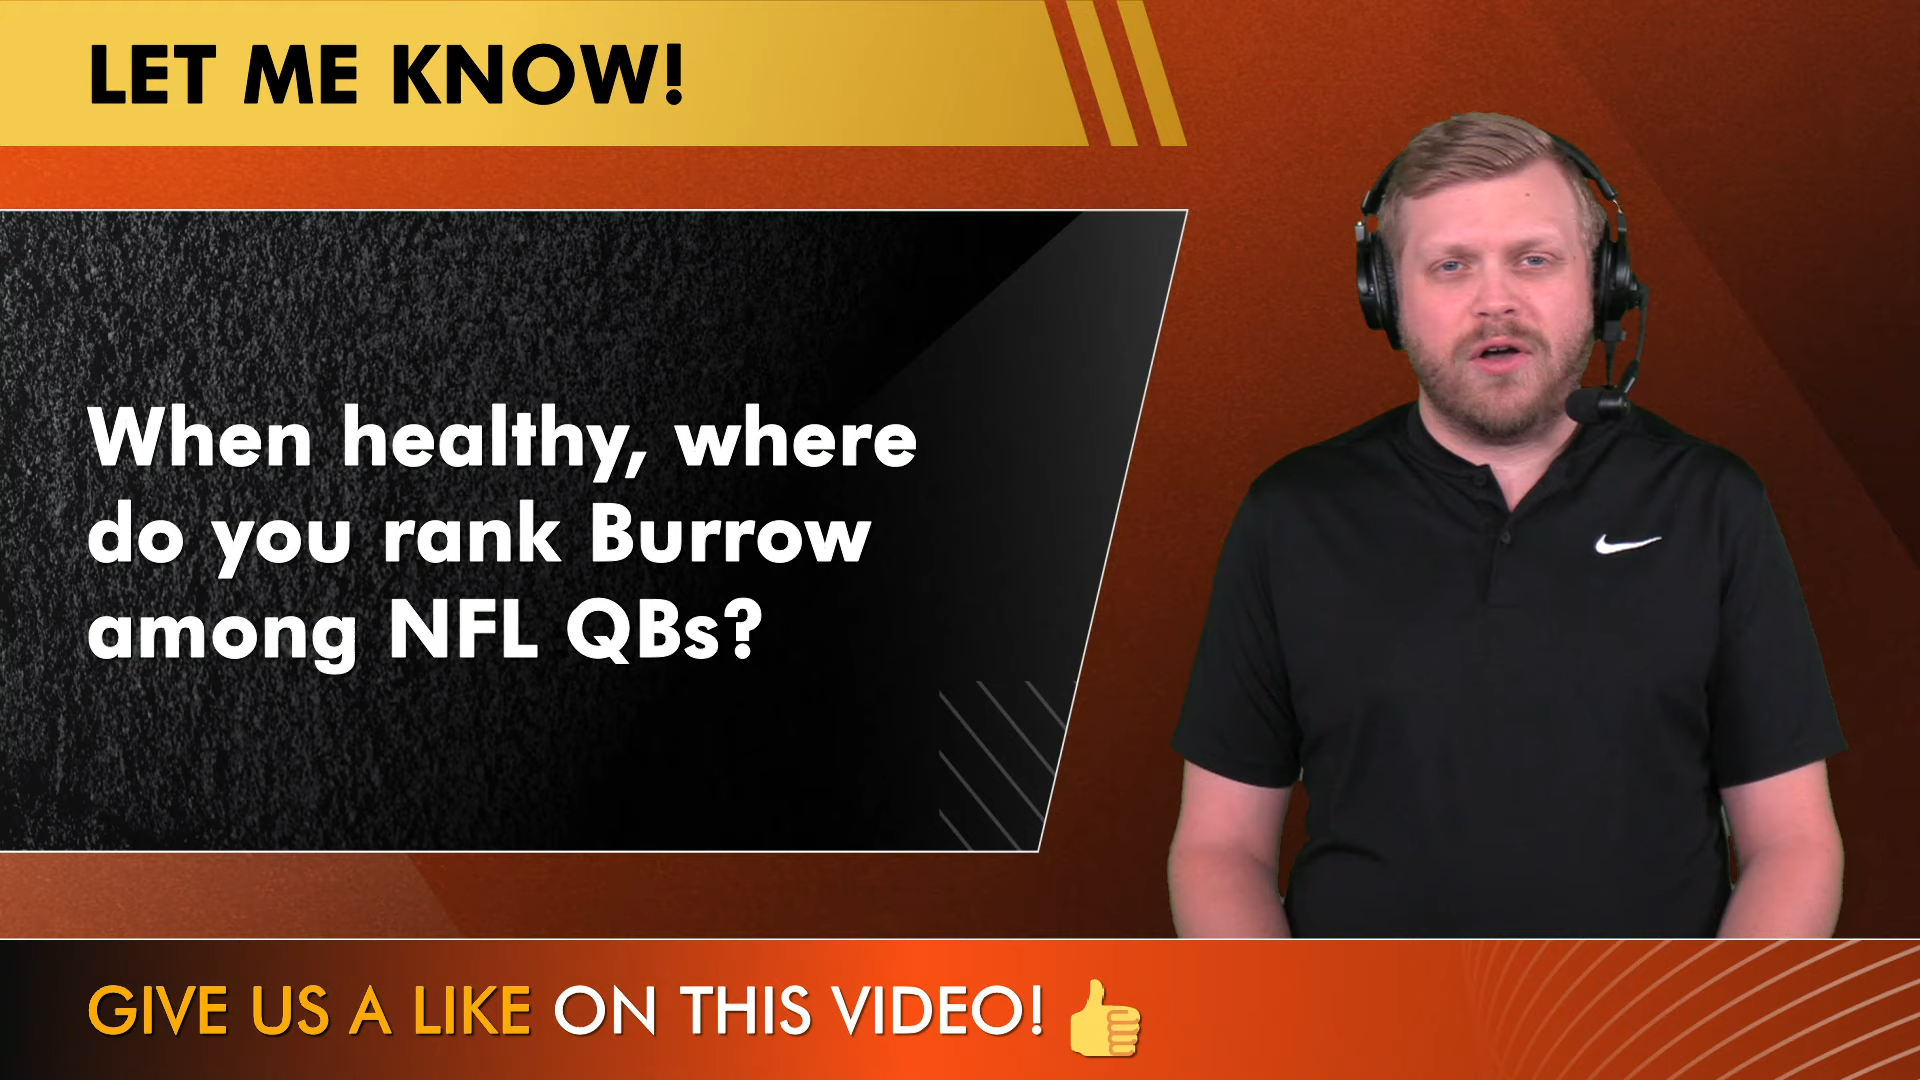 LET ME KNOW!
When healthy, where
do you rank Burrow
among NFL QBs?
GIVE US A LIKE ON THIS VIDEO!